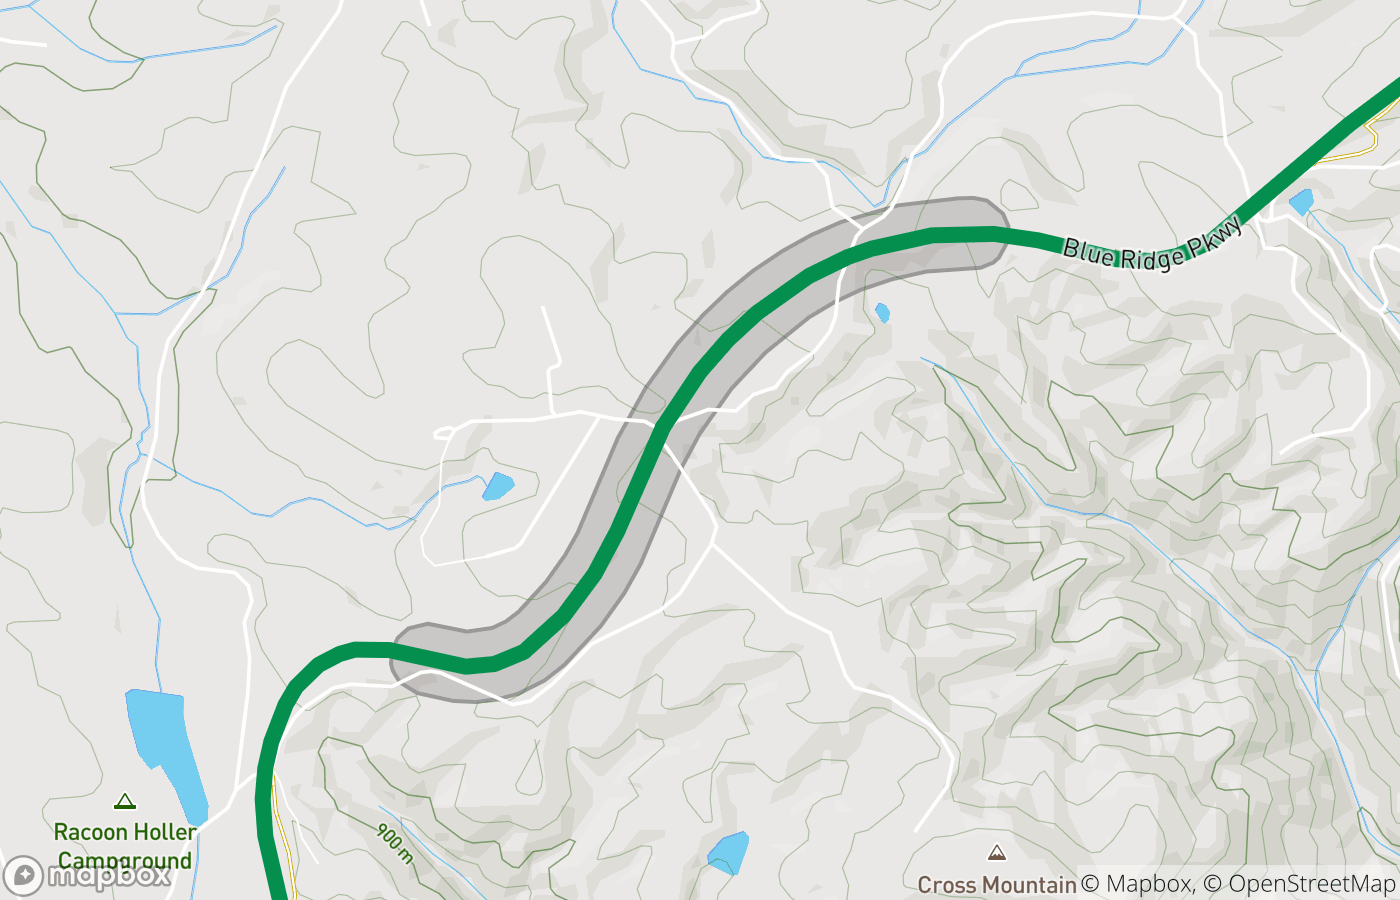 Blue Ridge Pkwy
Racoon Holler
Campground
900 m
Cross Mountain
mapbox
© Mapbox, © OpenStreetMap